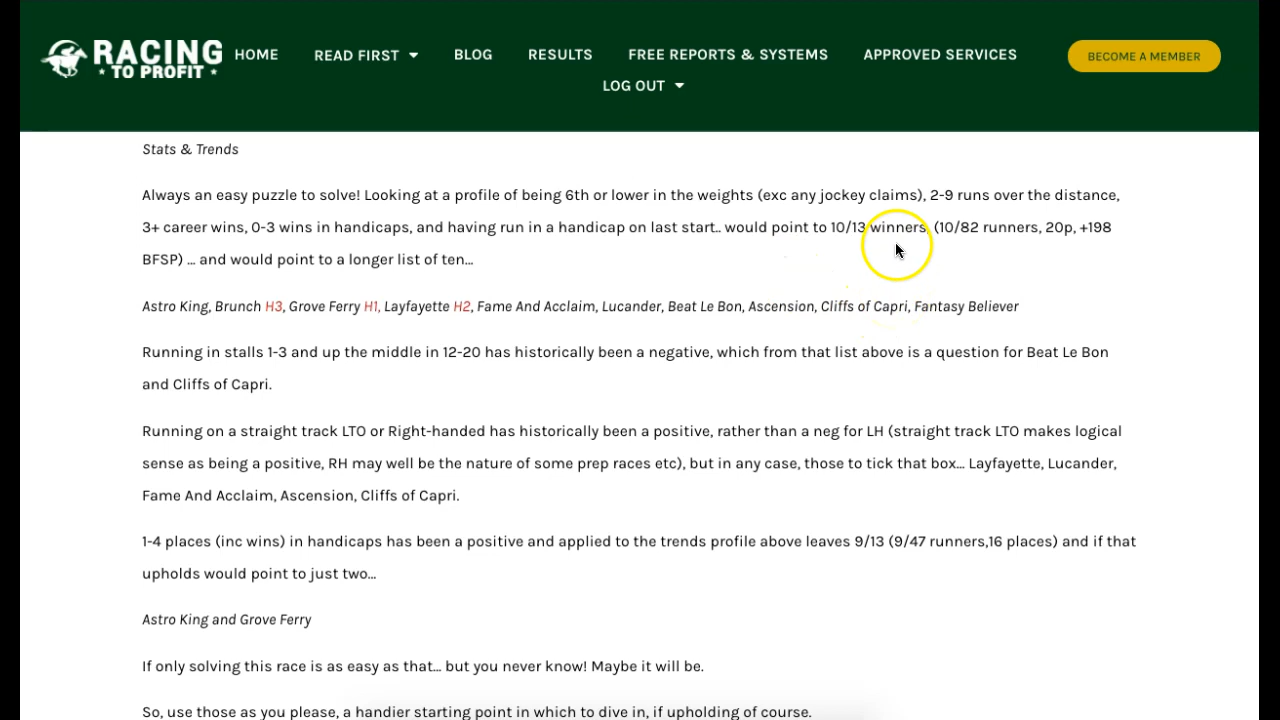 RACING
TO PROFIT
HOME
READ FIRST
BLOG
RESULTS
FREE REPORTS & SYSTEMS
APPROVED SERVICES
LOG OUT
BECOME A MEMBER
Stats & Trends
Always an easy puzzle to solve! Looking at a profile of being 6th or lower in the weights (exc any jockey claims), 2-9 runs over the distance,
3+ career wins, 0-3 wins in handicaps, and having run in a handicap on last start.. would point to 10/13 winners, (10/82 runners, 20p, +198
BFSP) ... and would point to a longer list of ten...
Astro King, Brunch H3, Grove Ferry H1, Layfayette H2, Fame And Acclaim, Lucander, Beat Le Bon, Ascension, Cliffs of Capri, Fantasy Believer
Running in stalls 1-3 and up the middle in 12-20 has historically been a negative, which from that list above is a question for Beat Le Bon
and Cliffs of Capri.
Running on a straight track LTO or Right-handed has historically been a positive, rather than a neg for LH (straight track LTO makes logical
sense as being a positive, RH may well be the nature of some prep races etc), but in any case, those to tick that box... Layfayette, Lucander,
Fame And Acclaim, Ascension, Cliffs of Capri.
1-4 places (inc wins) in handicaps has been a positive and applied to the trends profile above leaves 9/13 (9/47 runners,16 places) and if that
upholds would point to just two...
Astro King and Grove Ferry
If only solving this race is as easy as that... but you never know! Maybe it will be.
So, use those as you please, a handier starting point in which to dive in, if upholding of course.